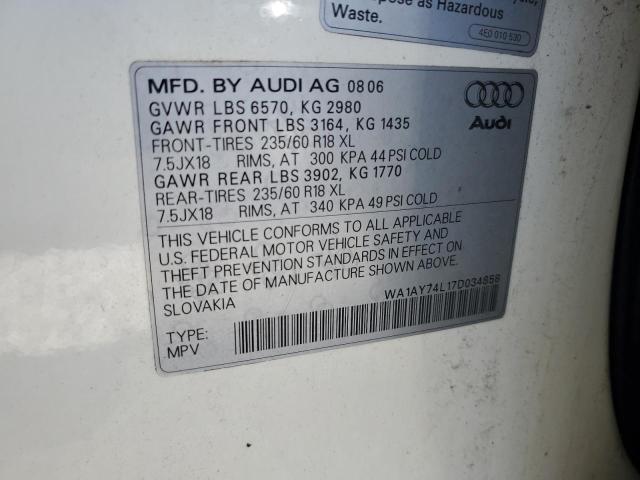 as Hazardous
Waste.
4E0 010 530
MFD. BY AUDI AG 08 06
GVWR LBS 6570, KG 2980
GAWR FRONT LBS 3164, KG 1435
FRONT-TIRES 235/60 R18 XL
7.5JX18 RIMS, AT 300 KPA 44 PSI COLD
GAWR REAR LBS 3902, KG 1770
REAR-TIRES 235/60 R18 XL
7.5JX18 RIMS, AT 340 KPA 49 PSI COLD
Audi
THIS VEHICLE CONFORMS TO ALL APPLICABLE
U.S. FEDERAL MOTOR VEHICLE SAFETY AND
THEFT PREVENTION STANDARDS IN EFFECT ON
THE DATE OF MANUFACTURE SHOWN ABOVE.
SLOVAKIA
WA1AY74L17D034858
TYPE:
MPV